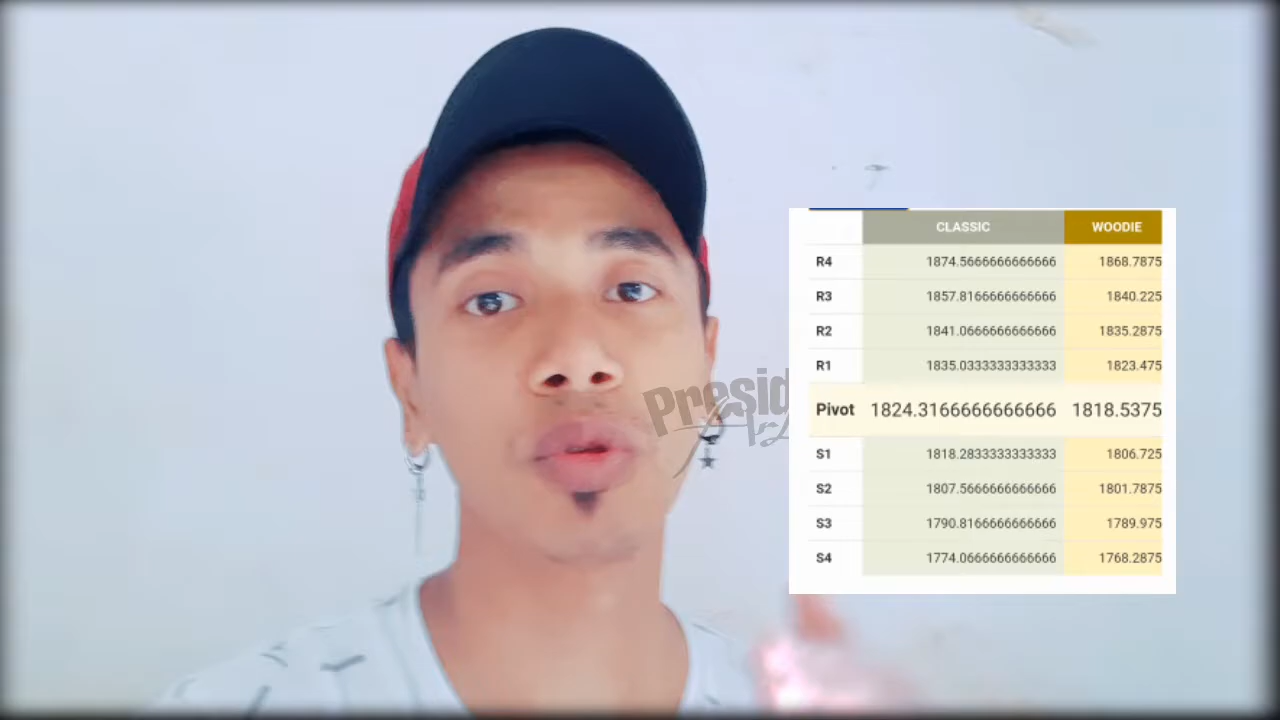 Presid
CLASSIC WOODIE
R4 1874.5666666666666 1868.7875
R3 1857.8166666666666 1840.225
R2 1841.0666666666666 1835.2875
R1 1835.0333333333333 1823.475
Pivot 1824.3166666666666 1818.5375
S1 1818.2833333333333 1806.725
S2 1807.5666666666666 1801.7875
S3 1790.8166666666666 1789.975
S4 1774.0666666666666 1768.2875